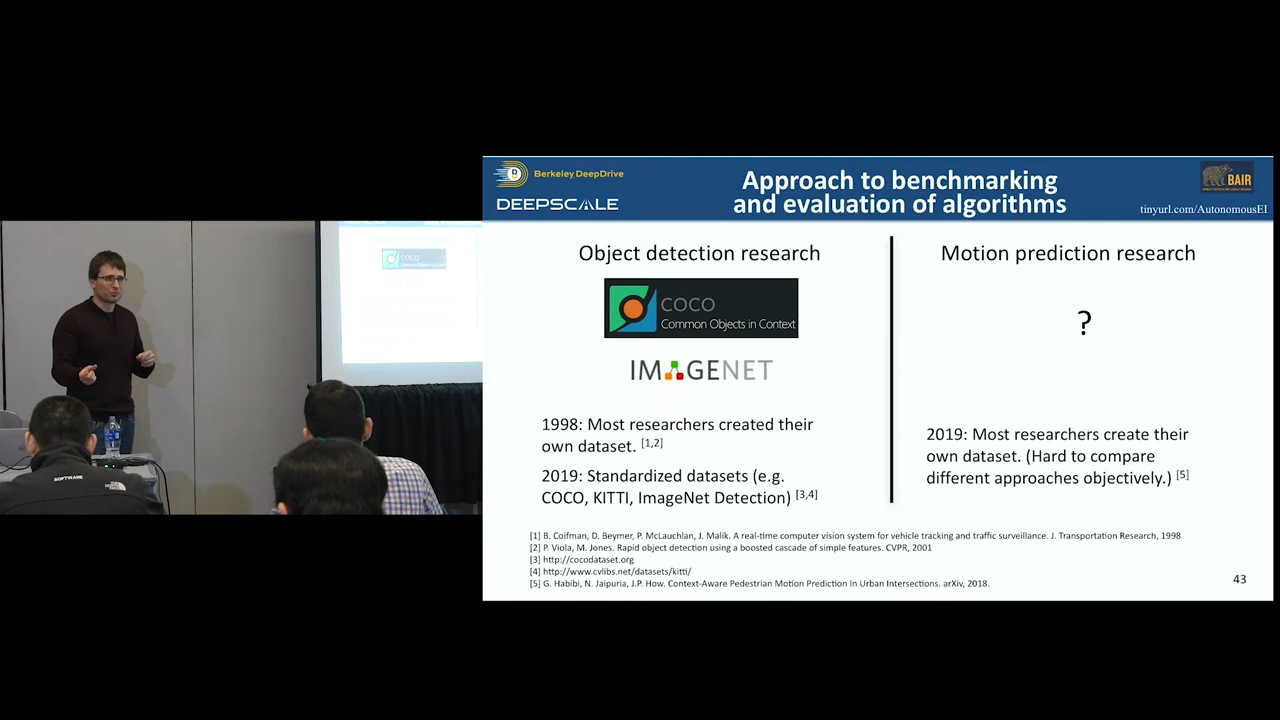 Berkeley DeepDrive
DEEPSCALE
Approach to benchmarking
and evaluation of algorithms
BAIR
tinyurl.com/AutonomousEI
Object detection research
COCO
Common Objects in Context
IMAGENET
1998: Most researchers created their
own dataset. [1,2]
2019: Standardized datasets (e.g.
COCO, KITTI, ImageNet Detection) [3,4]
Motion prediction research
?
2019: Most researchers create their
own dataset. (Hard to compare
different approaches objectively.) [5]
[1] B. Coifman, D. Beymer, P. McLauchlan, J. Malik. A real-time computer vision system for vehicle tracking and traffic surveillance. J. Transportation Research, 1998
[2] P. Viola, M. Jones. Rapid object detection using a boosted cascade of simple features. CVPR, 2001
[3] http://cocodataset.org
[4] http://www.cvlibs.net/datasets/kitti/
[5] G. Habibi, N. Jaipuria, J.P. How. Context-Aware Pedestrian Motion Prediction In Urban Intersections. arXiv, 2018.
43
COCO
SOFTWARE